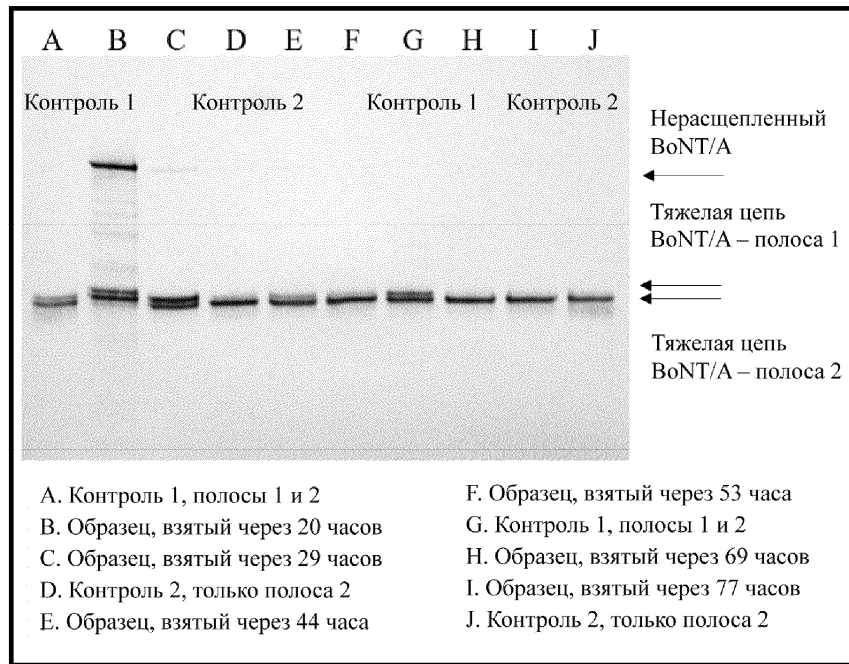 A B C D E F G H I J
Контроль 1 Контроль 2 Контроль 1 Контроль 2
Нерасщепленный
BoNT/A
Тяжелая цепь
BoNT/A – полоса 1
Тяжелая цепь
BoNT/A – полоса 2
A. Контроль 1, полосы 1 и 2
B. Образец, взятый через 20 часов
C. Образец, взятый через 29 часов
D. Контроль 2, только полоса 2
E. Образец, взятый через 44 часа
F. Образец, взятый через 53 часа
G. Контроль 1, полосы 1 и 2
H. Образец, взятый через 69 часов
I. Образец, взятый через 77 часов
J. Контроль 2, только полоса 2